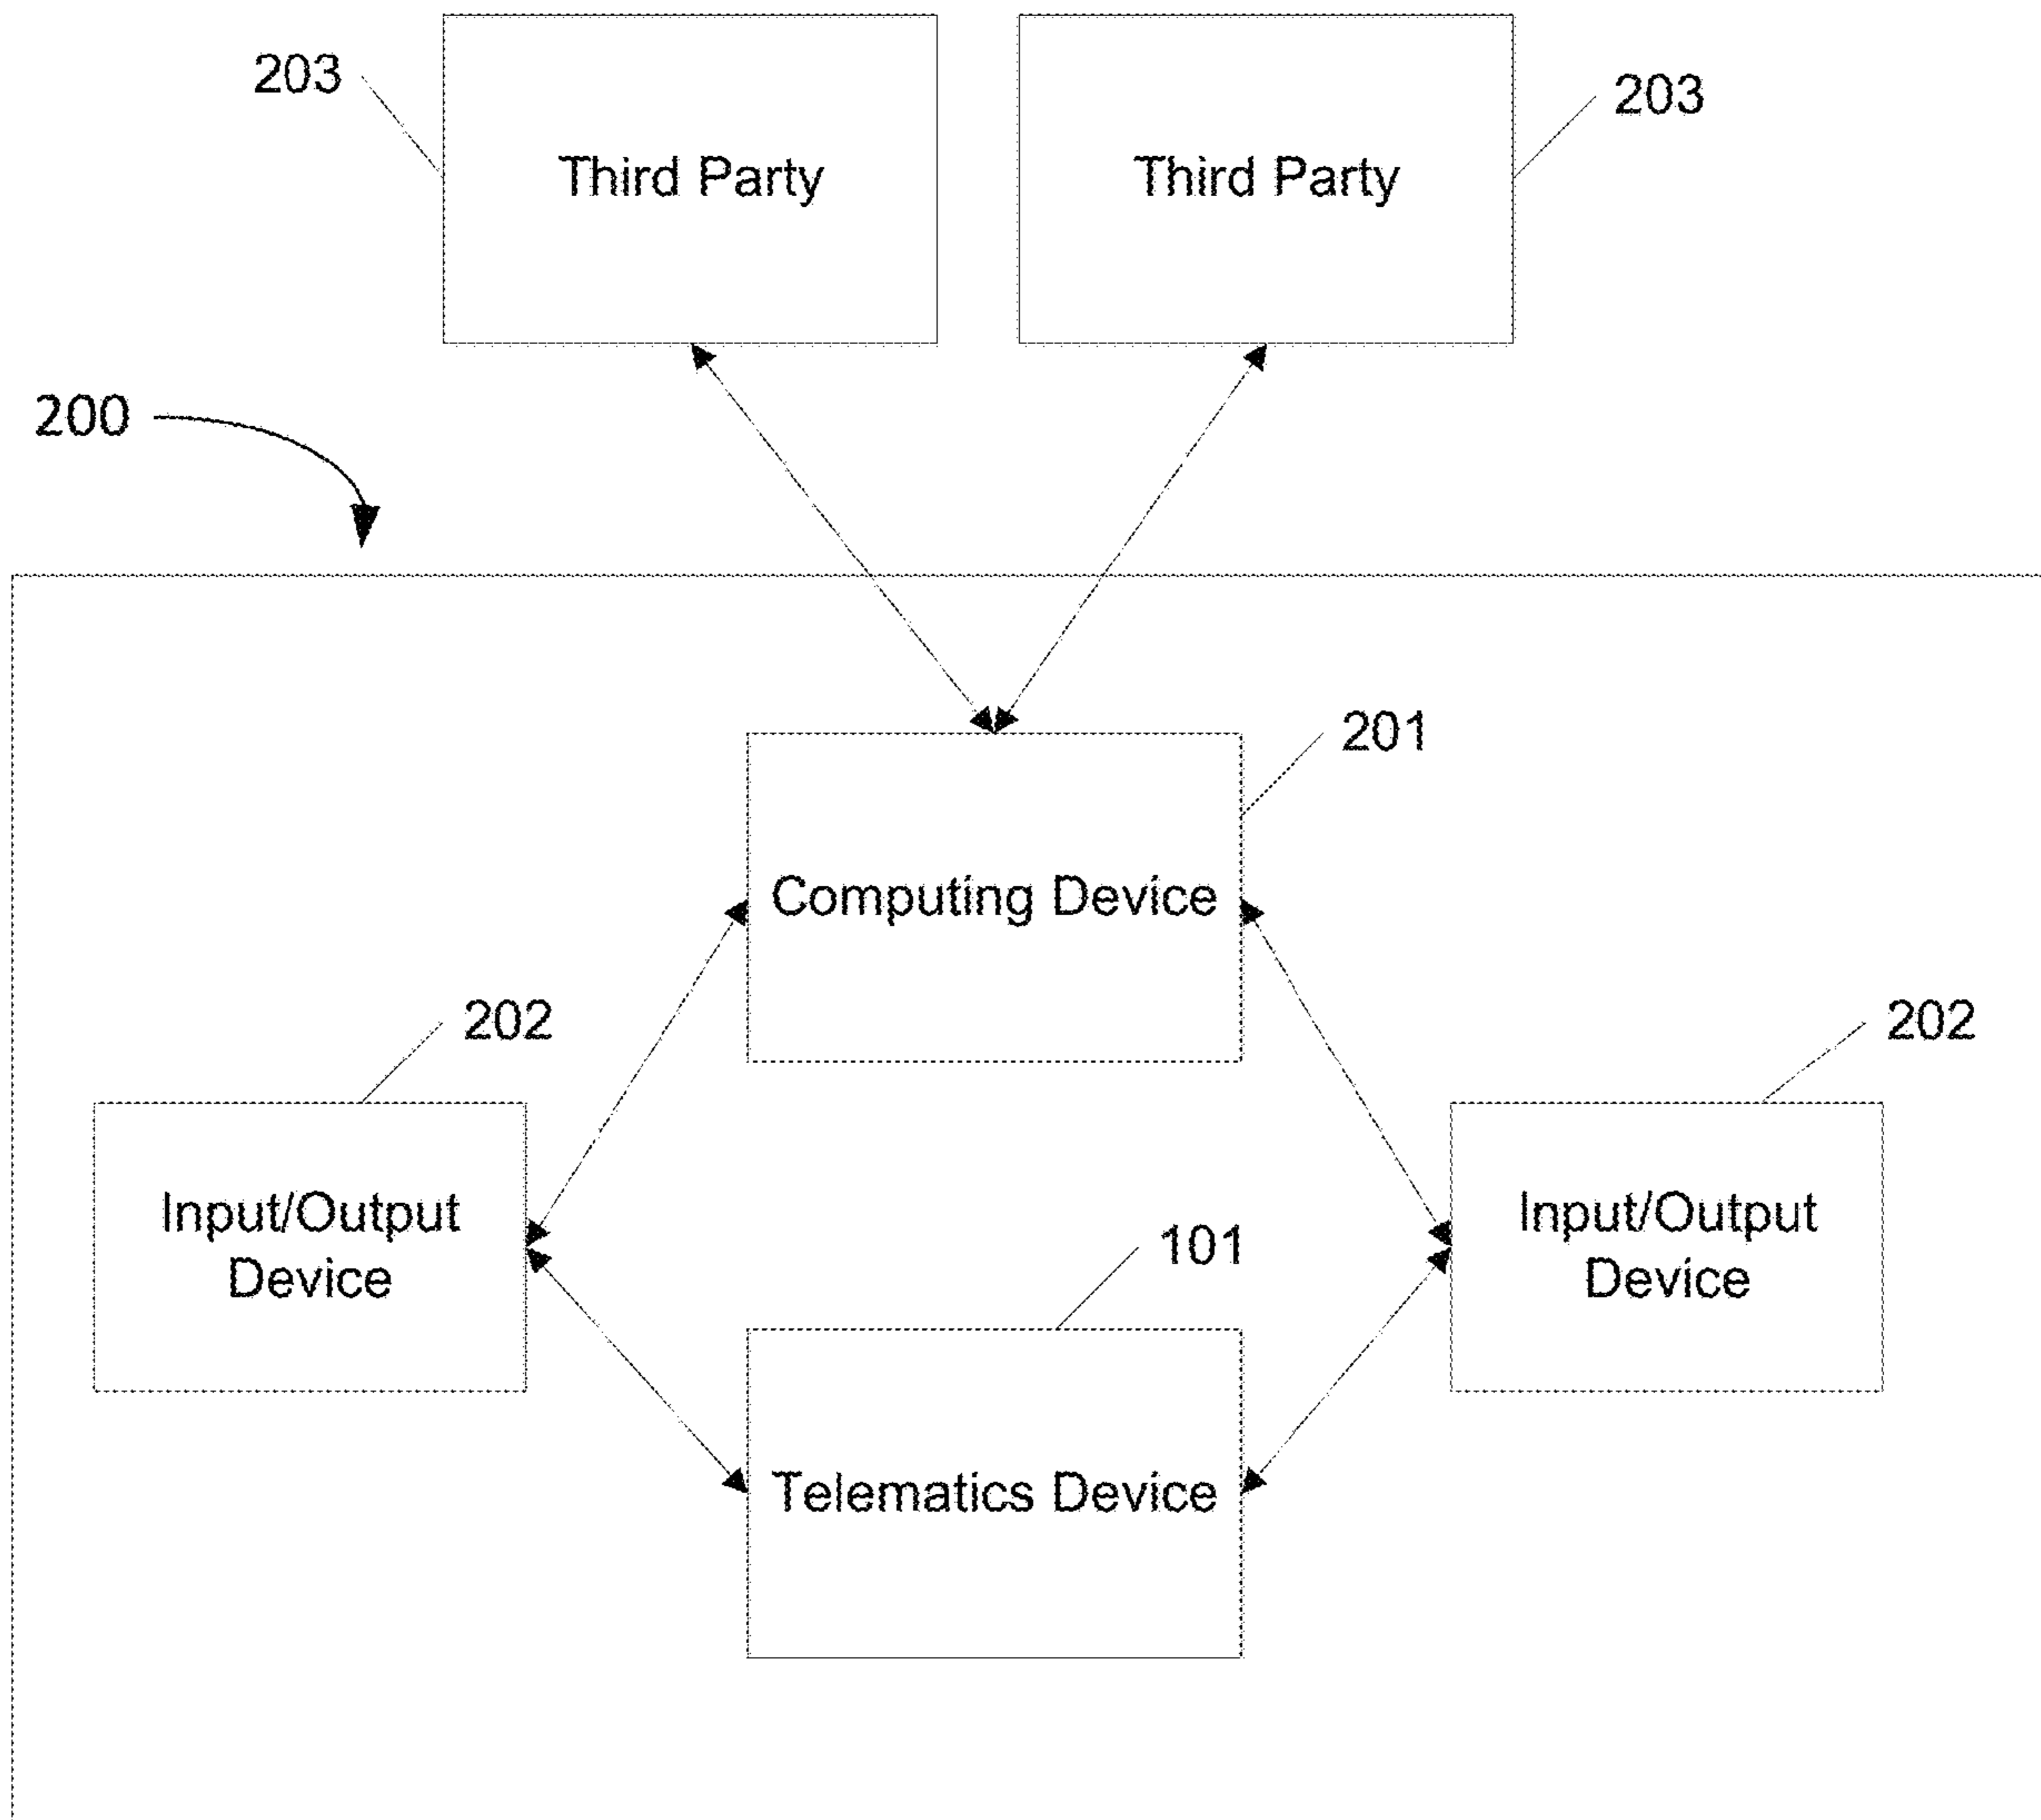 203
Third Party
Third Party
203
200
201
Computing Device
202
202
Input/Output
Device
Input/Output
Device
101
Telematics Device